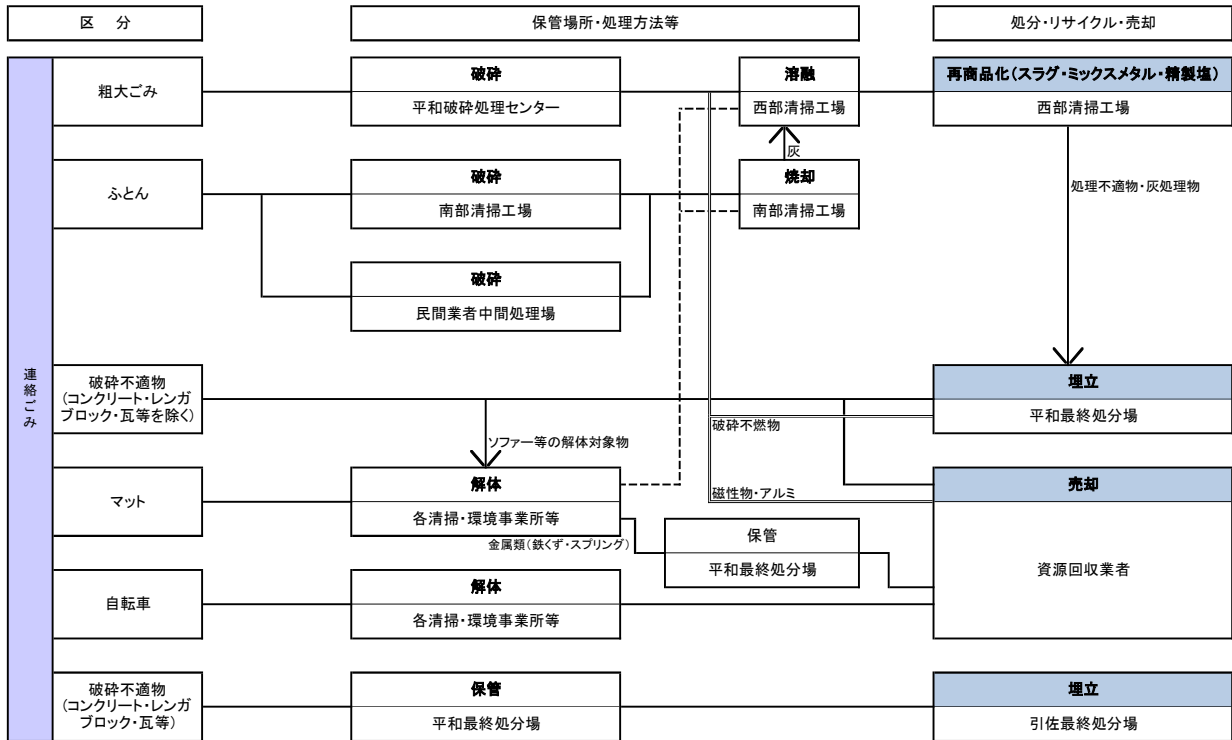 区　分
保管場所・処理方法等
処分・リサイクル・売却
連絡ごみ
粗大ごみ
破砕
平和破砕処理センター
溶融
西部清掃工場
再商品化(スラグ・ミックスメタル・精製塩)
西部清掃工場
灰
ふとん
破砕
南部清掃工場
焼却
南部清掃工場
処理不適物・灰処理物
破砕
民間業者中間処理場
破砕不適物
(コンクリート・レンガ
ブロック・瓦等を除く)
埋立
平和最終処分場
破砕不燃物
ソファー等の解体対象物
マット
解体
各清掃・環境事業所等
磁性物・アルミ
売却
資源回収業者
金属類(鉄くず・スプリング)
保管
平和最終処分場
自転車
解体
各清掃・環境事業所等
破砕不適物
(コンクリート・レンガ
ブロック・瓦等)
保管
平和最終処分場
埋立
引佐最終処分場